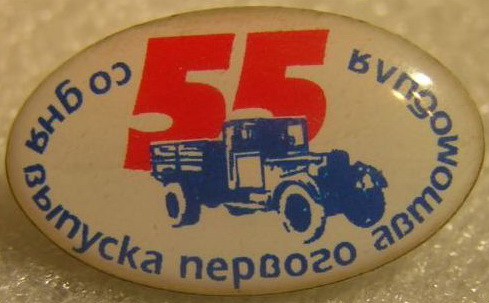 55
со дня выпуска первого автомобиля